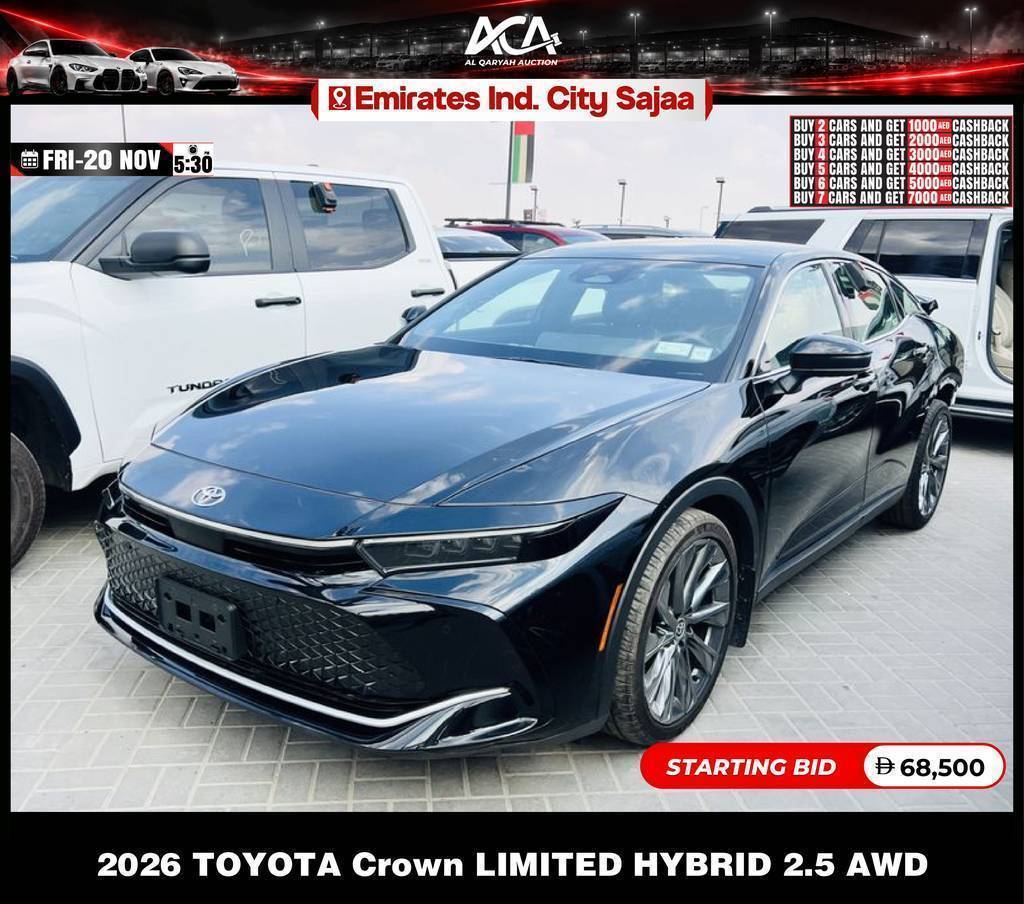 ACA
AL QARYAH AUCTION
Emirates Ind. City Sajaa
FRI-20 NOV 5:30
BUY 2 CARS AND GET 1000 AED CASHBACK
BUY 3 CARS AND GET 2000 AED CASHBACK
BUY 4 CARS AND GET 3000 AED CASHBACK
BUY 5 CARS AND GET 4000 AED CASHBACK
BUY 6 CARS AND GET 5000 AED CASHBACK
BUY 7 CARS AND GET 7000 AED CASHBACK
TUNDRA
STARTING BID 68,500
2026 TOYOTA Crown LIMITED HYBRID 2.5 AWD